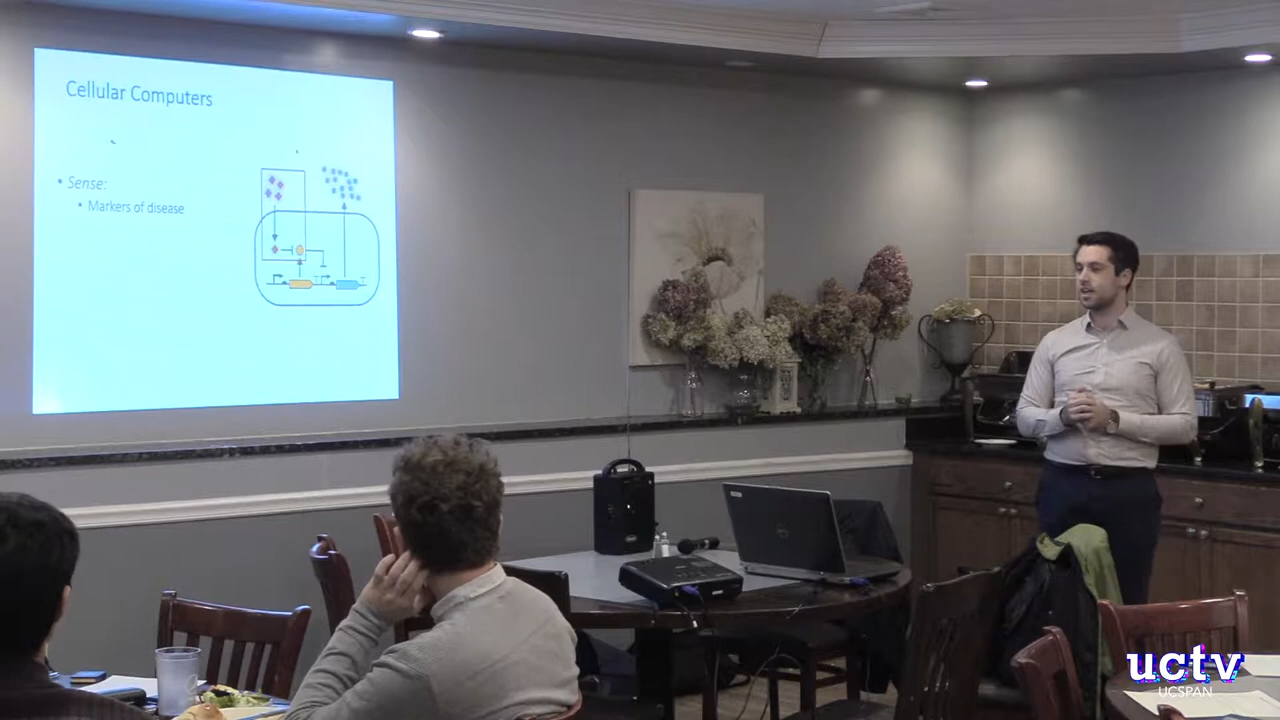 Cellular Computers
• Sense:
• Markers of disease
uctv
UCSPAN